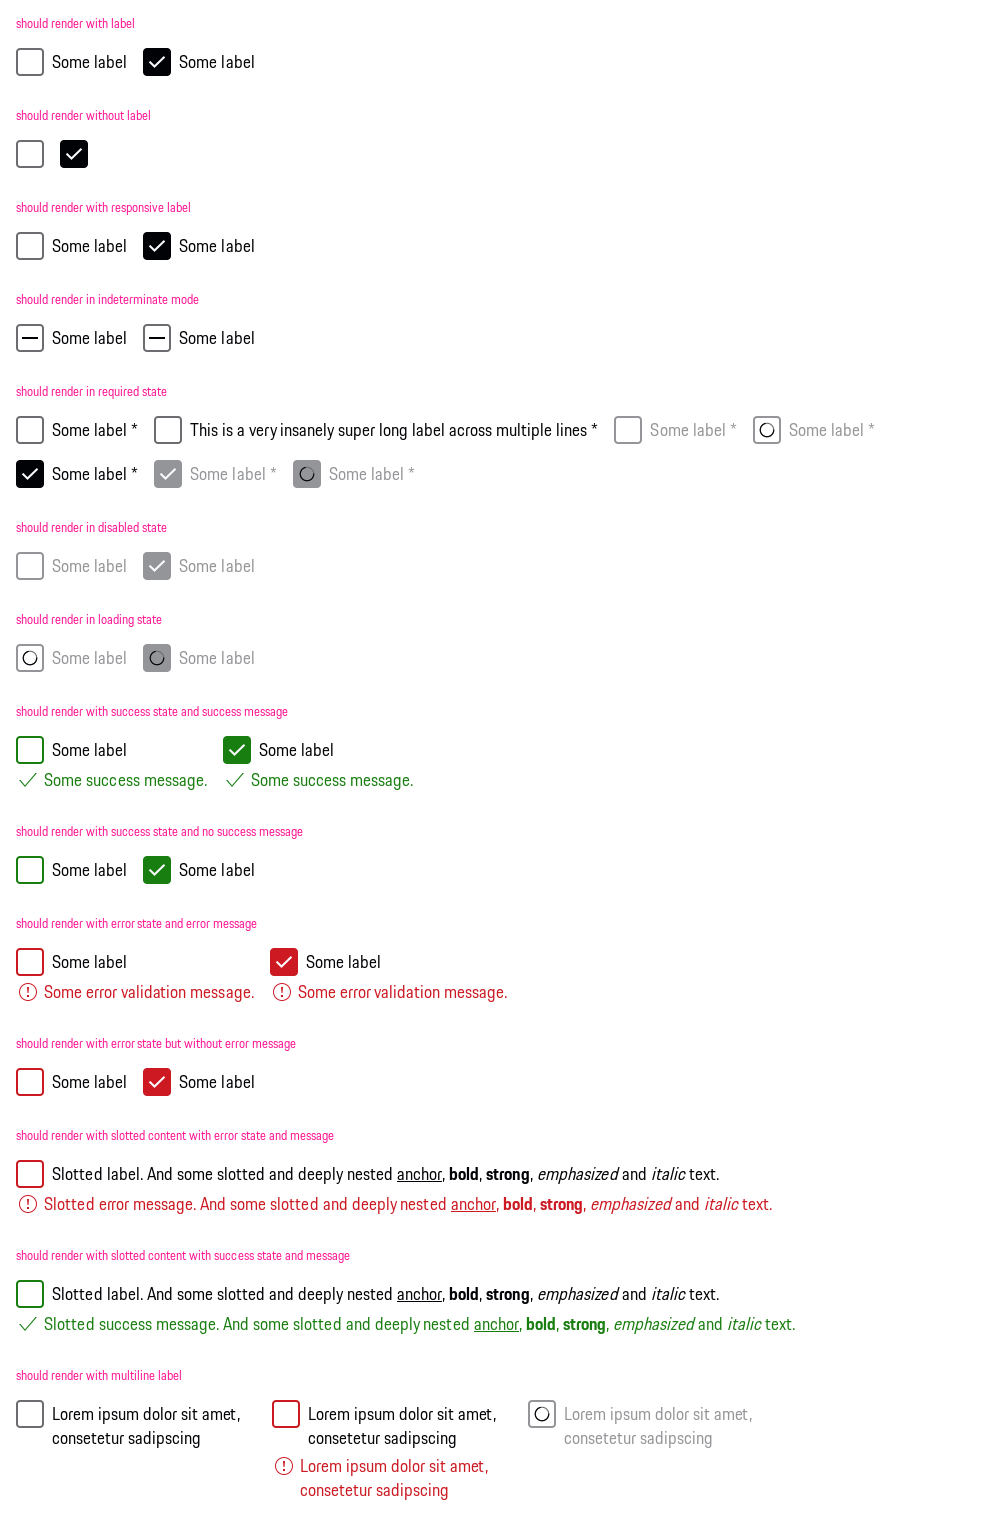 should render with label
Some label Some label
should render without label
should render with responsive label
Some label Some label
should render in indeterminate mode
Some label Some label
should render in required state
Some label * This is a very insanely super long label across multiple lines * Some label * Some label *
Some label * Some label * Some label *
should render in disabled state
Some label Some label
should render in loading state
Some label Some label
should render with success state and success message
Some label Some label
Some success message. Some success message.
should render with success state and no success message
Some label Some label
should render with error state and error message
Some label Some label
Some error validation message. Some error validation message.
should render with error state but without error message
Some label Some label
should render with slotted content with error state and message
Slotted label. And some slotted and deeply nested anchor, bold, strong, emphasized and italic text.
Slotted error message. And some slotted and deeply nested anchor, bold, strong, emphasized and italic text.
should render with slotted content with success state and message
Slotted label. And some slotted and deeply nested anchor, bold, strong, emphasized and italic text.
Slotted success message. And some slotted and deeply nested anchor, bold, strong, emphasized and italic text.
should render with multiline label
Lorem ipsum dolor sit amet,
consetetur sadipscing
Lorem ipsum dolor sit amet,
consetetur sadipscing
Lorem ipsum dolor sit amet,
consetetur sadipscing
Lorem ipsum dolor sit amet,
consetetur sadipscing